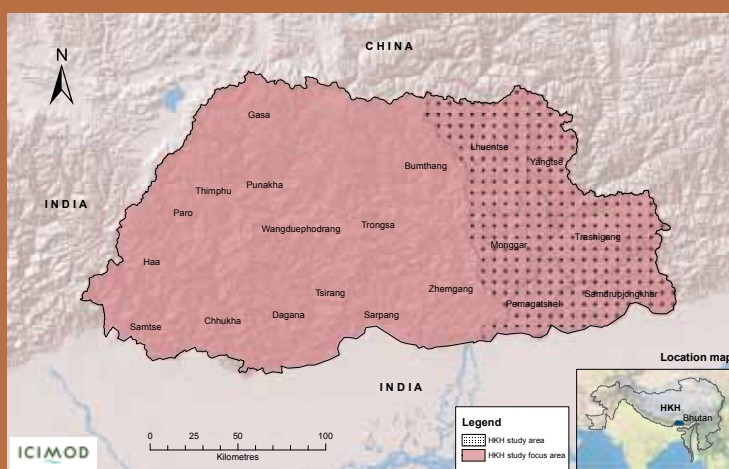 CHINA
N
Gasa
Lhuentse
Yangtse
Bumthang
Thimphu
Punakha
INDIA
Paro
Wangduephodrang
Trongsa
Trashigang
Monggar
Haa
Zhemgang
Tsirang
Pemagatshel
Samdrupjongkhar
Samtse
Chhukha
Dagana
Sarpang
Location map
INDIA
HKH
Bhutan
Legend
HKH study area
HKH study focus area
0 25 50 100
Kilometres
ICIMOD